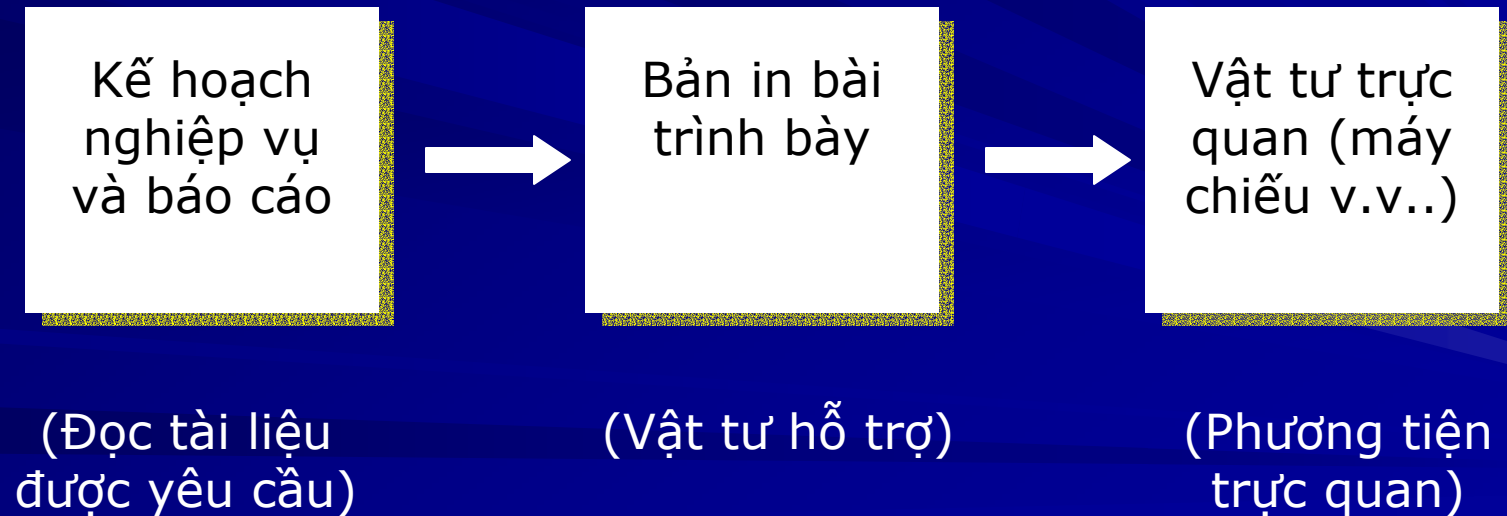 Kế hoạch
nghiệp vụ
và báo cáo
Bản in bài
trình bày
Vật tư trực
quan (máy
chiếu v.v..)
(Đọc tài liệu
được yêu cầu)
(Vật tư hỗ trợ)
(Phương tiện
trực quan)